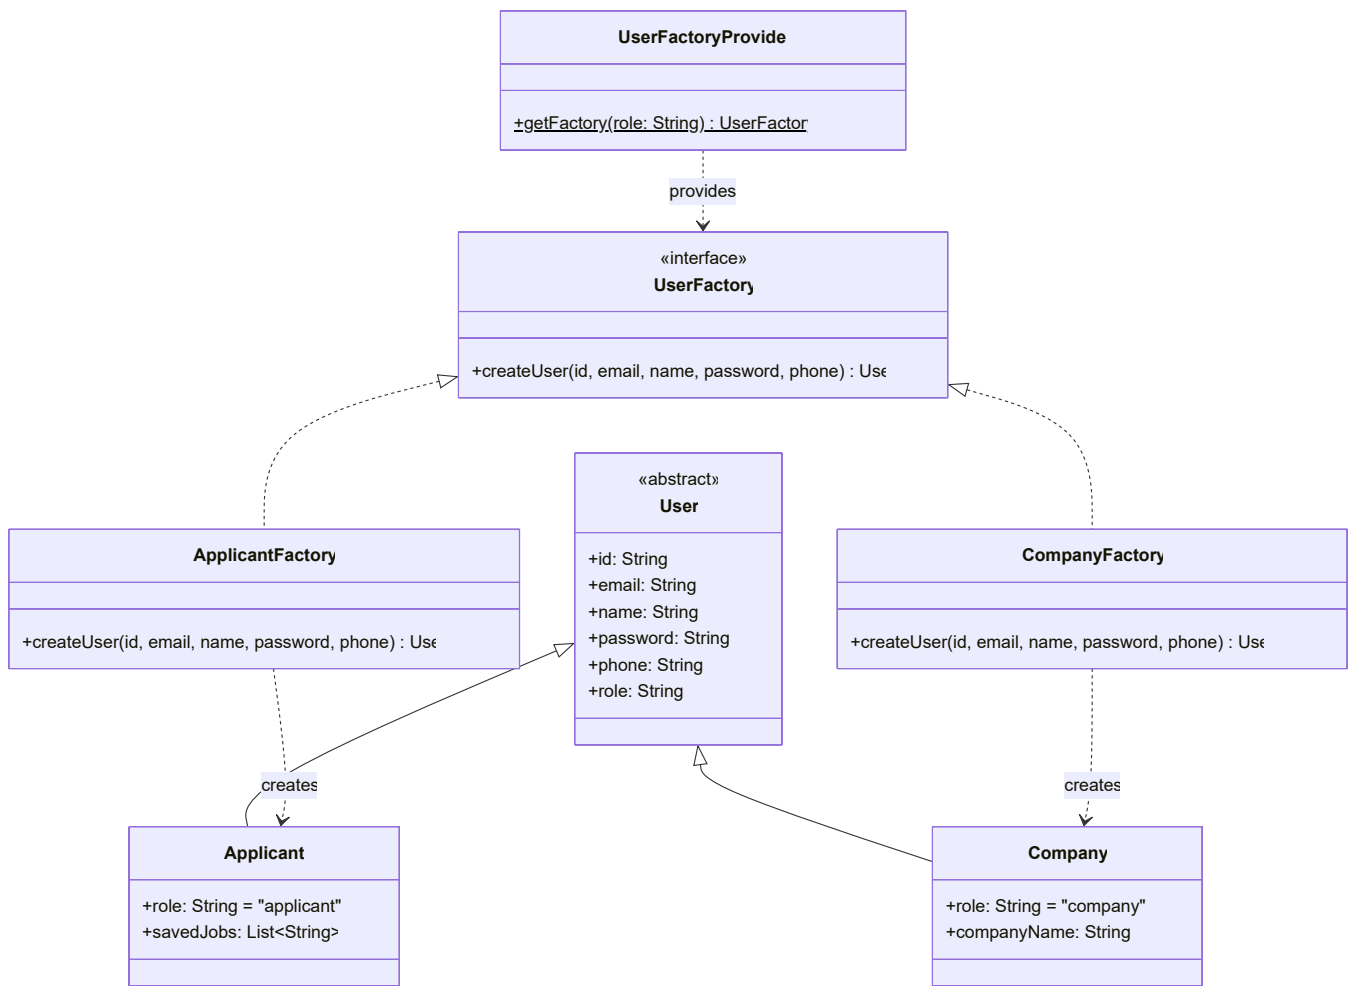 UserFactoryProvide
+getFactory(role: String) : UserFactor
provides
«interface»
UserFactory
+createUser(id, email, name, password, phone) : Use
«abstract»
User
+id: String
+email: String
+name: String
+password: String
+phone: String
+role: String
ApplicantFactory
+createUser(id, email, name, password, phone) : Use
CompanyFactory
+createUser(id, email, name, password, phone) : Use
creates
creates
Applicant
+role: String = "applicant"
+savedJobs: List<String>
Company
+role: String = "company"
+companyName: String